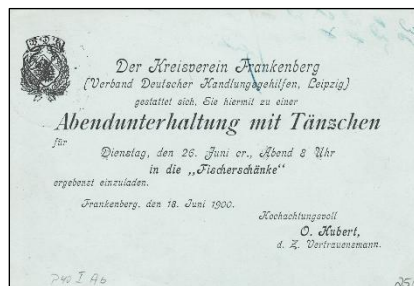 Der Kreisverein Frankenberg
(Verband Deutscher Handlungsgehilfen, Leipzig)
gestattet sich, Sie hiermit zu einer
Abendunterhaltung mit Tänzchen
für
Dienstag, den 26. Juni cr., Abend 8 Uhr
in die „Fischerschänke“
ergebenst einzuladen.
Frankenberg, den 18. Juni 1900.
Hochachtungsvoll
O. Hubert,
d. Z. Vertrauensmann.